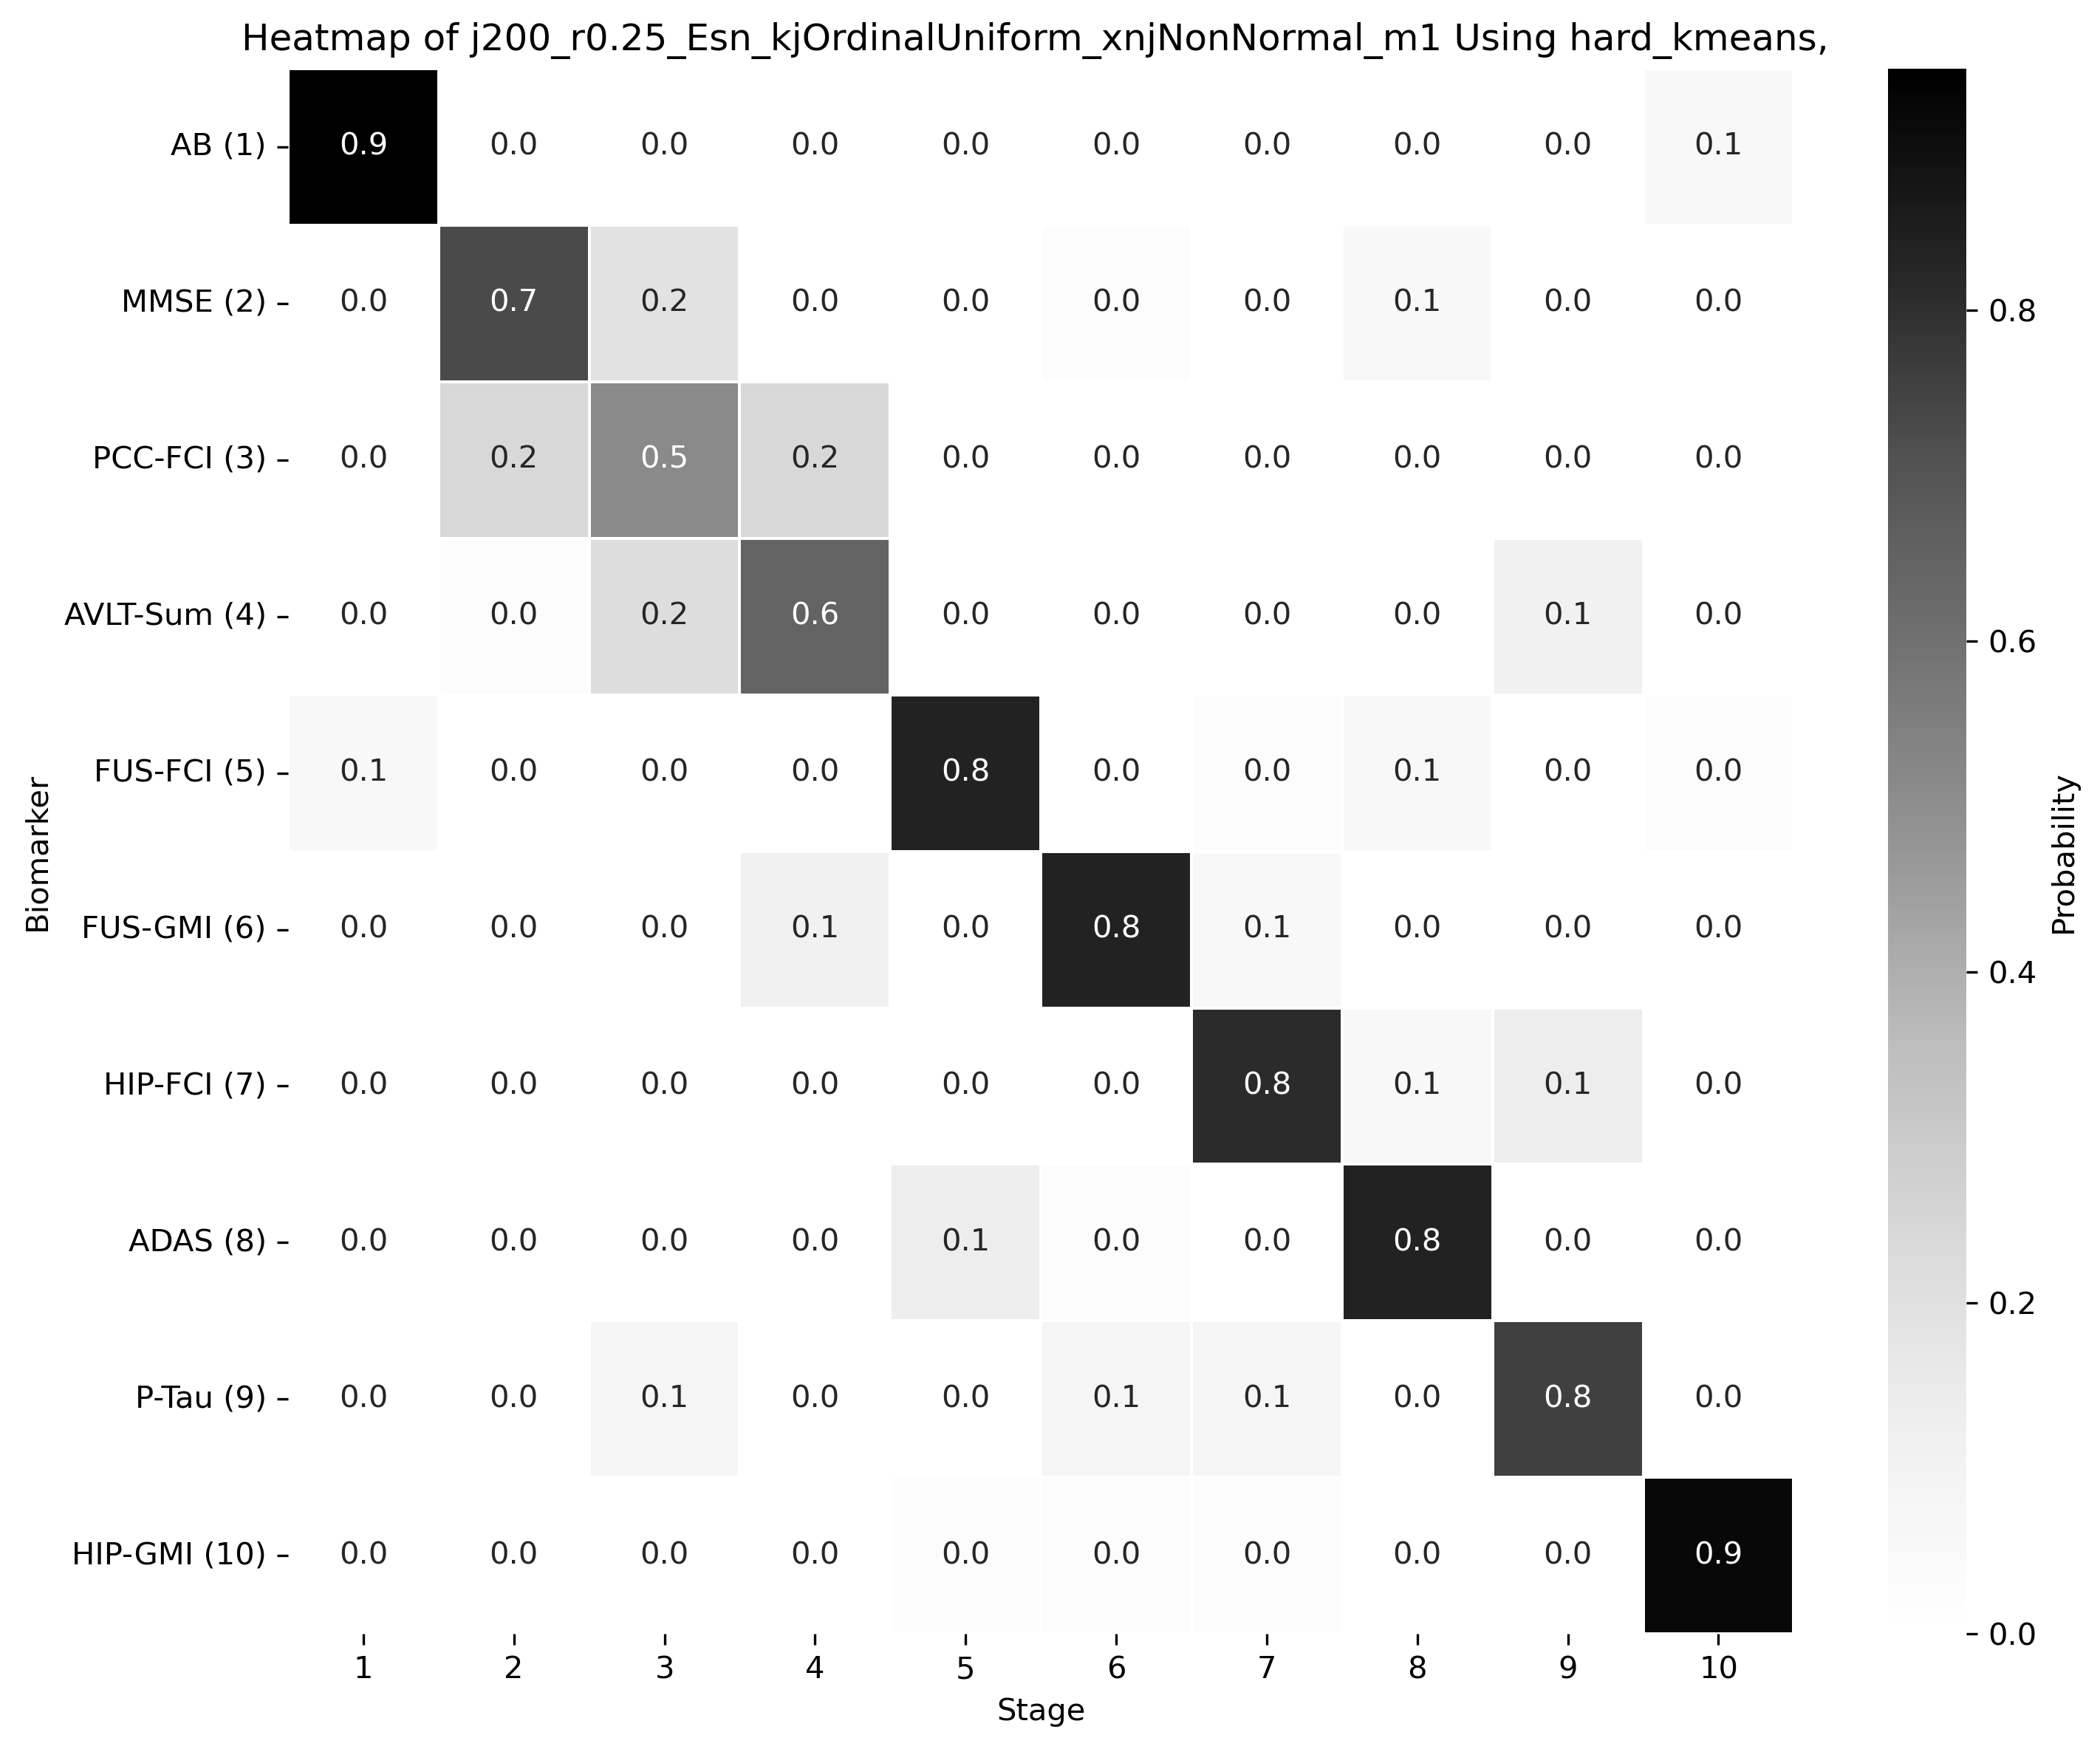 Heatmap of j200_r0.25_Esn_kjOrdinalUniform_xnjNonNormal_m1 Using hard_kmeans,
AB (1) 0.9 0.0 0.0 0.0 0.0 0.0 0.0 0.0 0.0 0.1
MMSE (2) 0.0 0.7 0.2 0.0 0.0 0.0 0.0 0.1 0.0 0.0
PCC-FCI (3) 0.0 0.2 0.5 0.2 0.0 0.0 0.0 0.0 0.0 0.0
AVLT-Sum (4) 0.0 0.0 0.2 0.6 0.0 0.0 0.0 0.0 0.1 0.0
FUS-FCI (5) 0.1 0.0 0.0 0.0 0.8 0.0 0.0 0.1 0.0 0.0
FUS-GMI (6) 0.0 0.0 0.0 0.1 0.0 0.8 0.1 0.0 0.0 0.0
HIP-FCI (7) 0.0 0.0 0.0 0.0 0.0 0.0 0.8 0.1 0.1 0.0
ADAS (8) 0.0 0.0 0.0 0.0 0.1 0.0 0.0 0.8 0.0 0.0
P-Tau (9) 0.0 0.0 0.1 0.0 0.0 0.1 0.1 0.0 0.8 0.0
HIP-GMI (10) 0.0 0.0 0.0 0.0 0.0 0.0 0.0 0.0 0.0 0.9
1 2 3 4 5 6 7 8 9 10
Stage
Biomarker
0.8
0.6
0.4
0.2
0.0
Probability